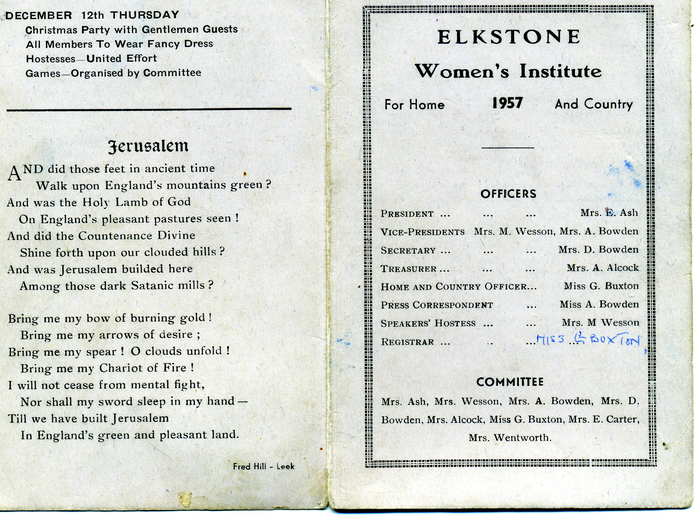 DECEMBER 12th THURSDAY
Christmas Party with Gentlemen Guests
All Members To Wear Fancy Dress
Hostesses—United Effort
Games—Organised by Committee
Jerusalem
AND did those feet in ancient time
Walk upon England's mountains green ?
And was the Holy Lamb of God
On England's pleasant pastures seen !
And did the Countenance Divine
Shine forth upon our clouded hills ?
And was Jerusalem builded here
Among those dark Satanic mills ?
Bring me my bow of burning gold !
Bring me my arrows of desire ;
Bring me my spear ! O clouds unfold !
Bring me my Chariot of Fire !
I will not cease from mental fight,
Nor shall my sword sleep in my hand—
Till we have built Jerusalem
In England's green and pleasant land.
Fred Hill - Leek
ELKSTONE
Women's Institute
For Home 1957 And Country
OFFICERS
PRESIDENT ... ... ... Mrs. E. Ash
VICE-PRESIDENTS Mrs. M. Wesson, Mrs. A. Bowden
SECRETARY ... ... ... Mrs. D. Bowden
TREASURER ... ... ... Mrs. A. Alcock
HOME AND COUNTRY OFFICER... Miss G. Buxton
PRESS CORRESPONDENT ... Miss A. Bowden
SPEAKERS' HOSTESS ... ... Mrs. M Wesson
REGISTRAR ... .. ... MISS G BUXTON
COMMITTEE
Mrs. Ash, Mrs. Wesson, Mrs. A. Bowden, Mrs. D.
Bowden, Mrs. Alcock, Miss G. Buxton, Mrs. E. Carter,
Mrs. Wentworth.